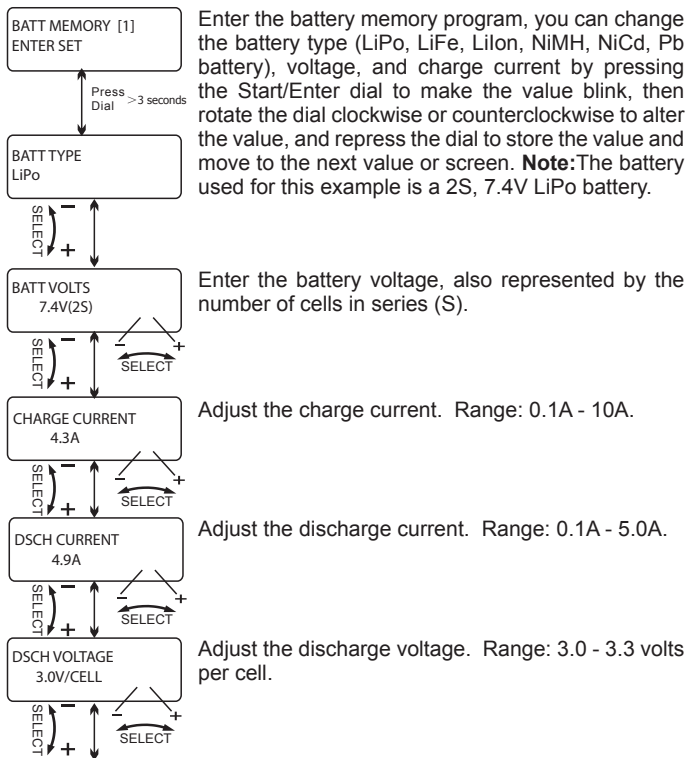 BATT MEMORY [1]
ENTER SET
Press
Dial >3 seconds
Enter the battery memory program, you can change
the battery type (LiPo, LiFe, LiIon, NiMH, NiCd, Pb
battery), voltage, and charge current by pressing
the Start/Enter dial to make the value blink, then
rotate the dial clockwise or counterclockwise to alter
the value, and repress the dial to store the value and
move to the next value or screen. Note:The battery
used for this example is a 2S, 7.4V LiPo battery.
BATT TYPE
LiPo
SELECT
- +
BATT VOLTS
7.4V(2S)
- +
SELECT
Enter the battery voltage, also represented by the
number of cells in series (S).
SELECT
- +
CHARGE CURRENT
4.3A
- +
SELECT
Adjust the charge current. Range: 0.1A - 10A.
SELECT
- +
DSCH CURRENT
4.9A
- +
SELECT
Adjust the discharge current. Range: 0.1A - 5.0A.
SELECT
- +
DSCH VOLTAGE
3.0V/CELL
- +
SELECT
Adjust the discharge voltage. Range: 3.0 - 3.3 volts
per cell.
SELECT
- +